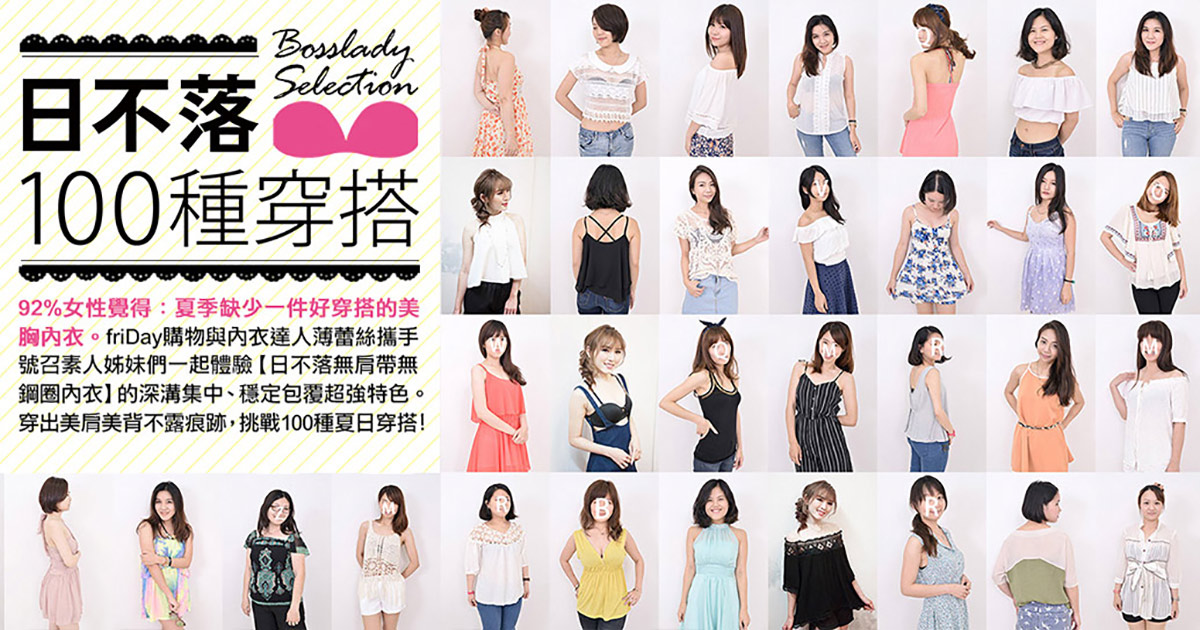 Bosslady
Selection
日不落
100種穿搭
92%女性覺得：夏季缺少一件好穿搭的美
胸內衣。friDay購物與內衣達人薄蕾絲攜手
號召素人姊妹們一起體驗【日不落無肩帶無
鋼圈內衣】的深溝集中、穩定包覆超強特色。
穿出美肩美背不露痕跡，挑戰100種夏日穿搭！